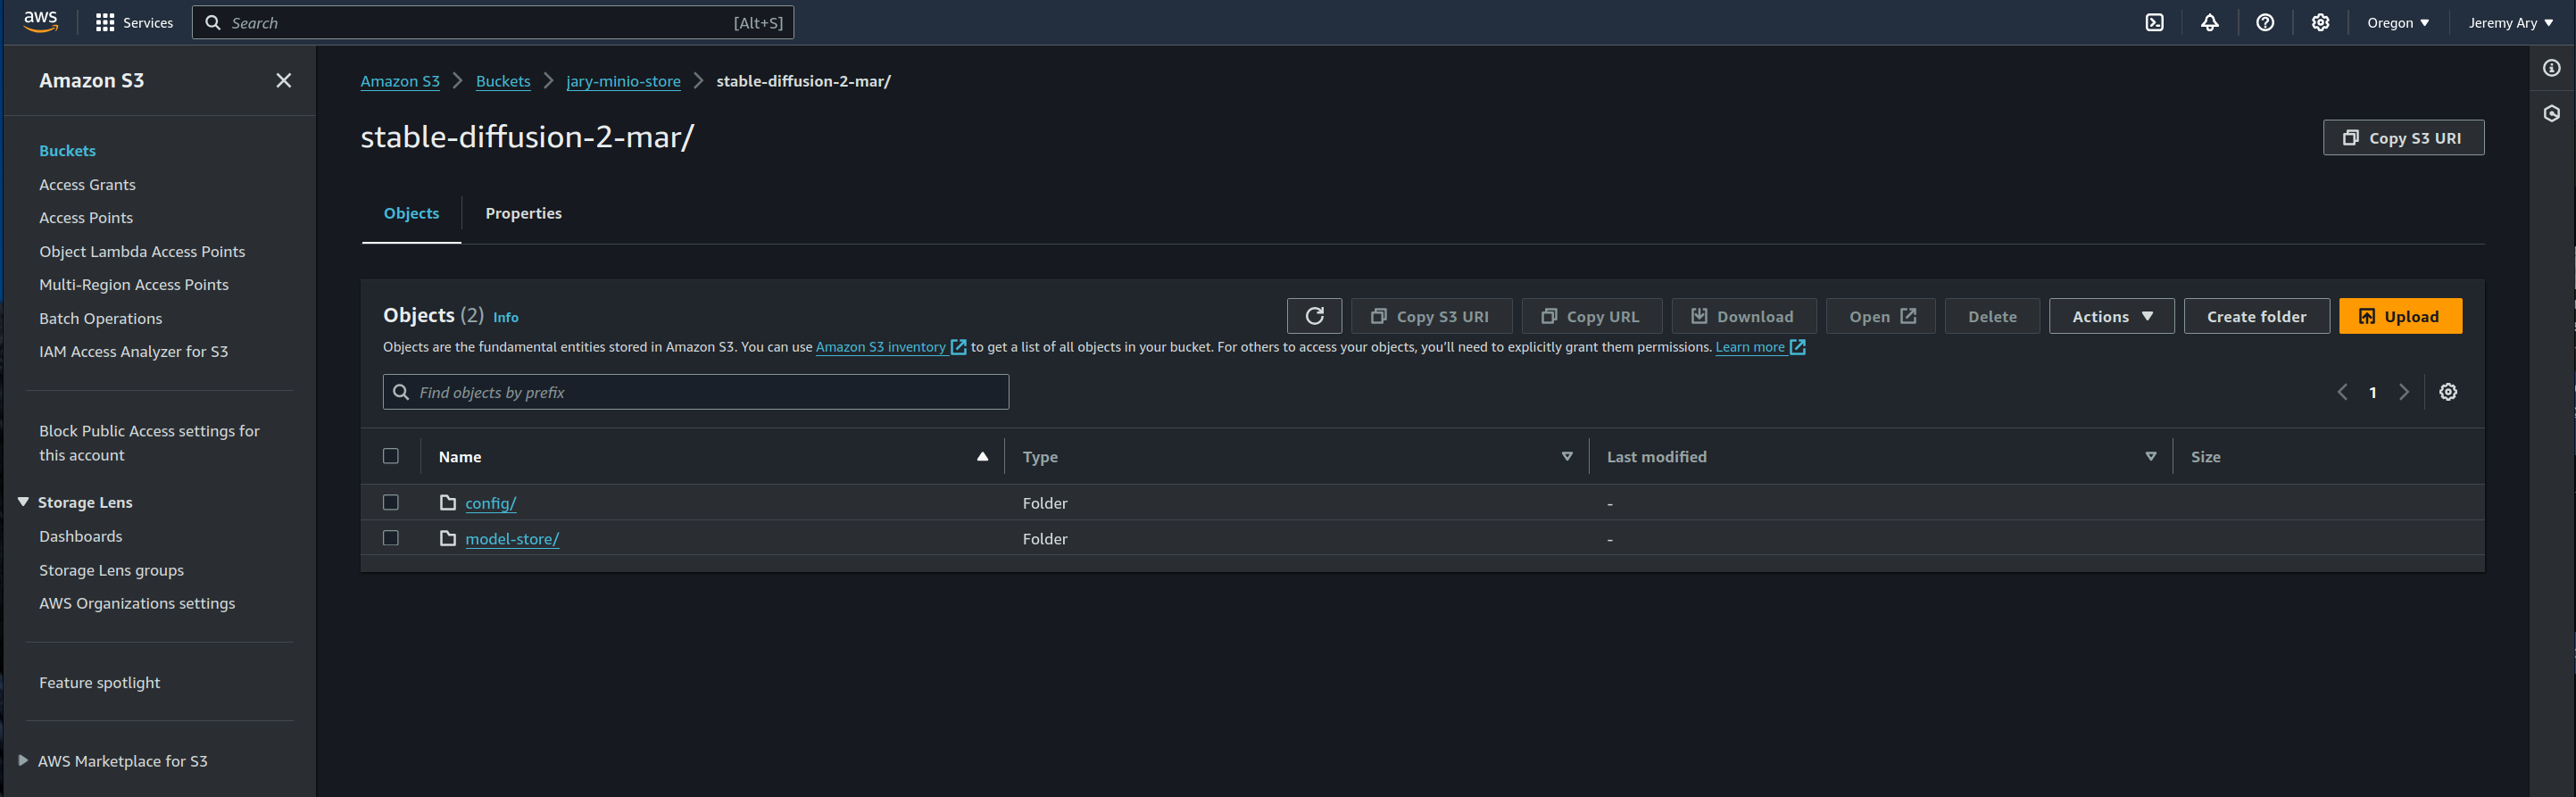 aws
Services
Search [Alt+S]
Oregon
Jeremy Ary
Amazon S3
Buckets
Access Grants
Access Points
Object Lambda Access Points
Multi-Region Access Points
Batch Operations
IAM Access Analyzer for S3
Block Public Access settings for
this account
Storage Lens
Dashboards
Storage Lens groups
AWS Organizations settings
Feature spotlight
AWS Marketplace for S3
Amazon S3 > Buckets > jary-minio-store > stable-diffusion-2-mar/
stable-diffusion-2-mar/
Copy S3 URI
Objects Properties
Objects (2) Info
Copy S3 URI Copy URL Download Open Delete Actions Create folder Upload
Objects are the fundamental entities stored in Amazon S3. You can use Amazon S3 inventory to get a list of all objects in your bucket. For others to access your objects, you'll need to explicitly grant them permissions. Learn more
Find objects by prefix
1
Name Type Last modified Size
config/ Folder -
model-store/ Folder -